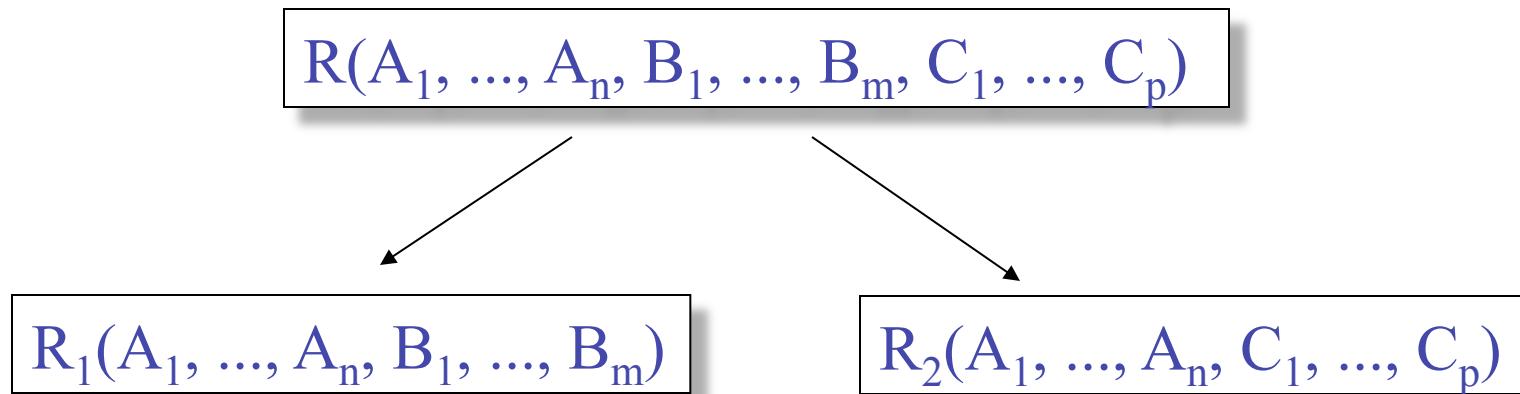 R(A₁, ..., Aₙ, B₁, ..., Bₘ, C₁, ..., Cₚ)
R₁(A₁, ..., Aₙ, B₁, ..., Bₘ)
R₂(A₁, ..., Aₙ, C₁, ..., Cₚ)